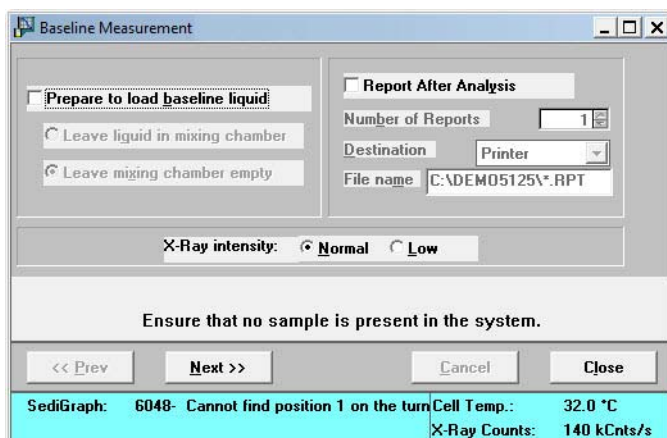 Baseline Measurement
Prepare to load baseline liquid
Leave liquid in mixing chamber
Leave mixing chamber empty
Report After Analysis
Number of Reports 1
Destination Printer
File name C:\DEMO5125\*.RPT
X-Ray intensity: Normal Low
Ensure that no sample is present in the system.
<< Prev Next >> Cancel Close
SediGraph: 6048- Cannot find position 1 on the turn Cell Temp.: 32.0 °C
X-Ray Counts: 140 kCnts/s